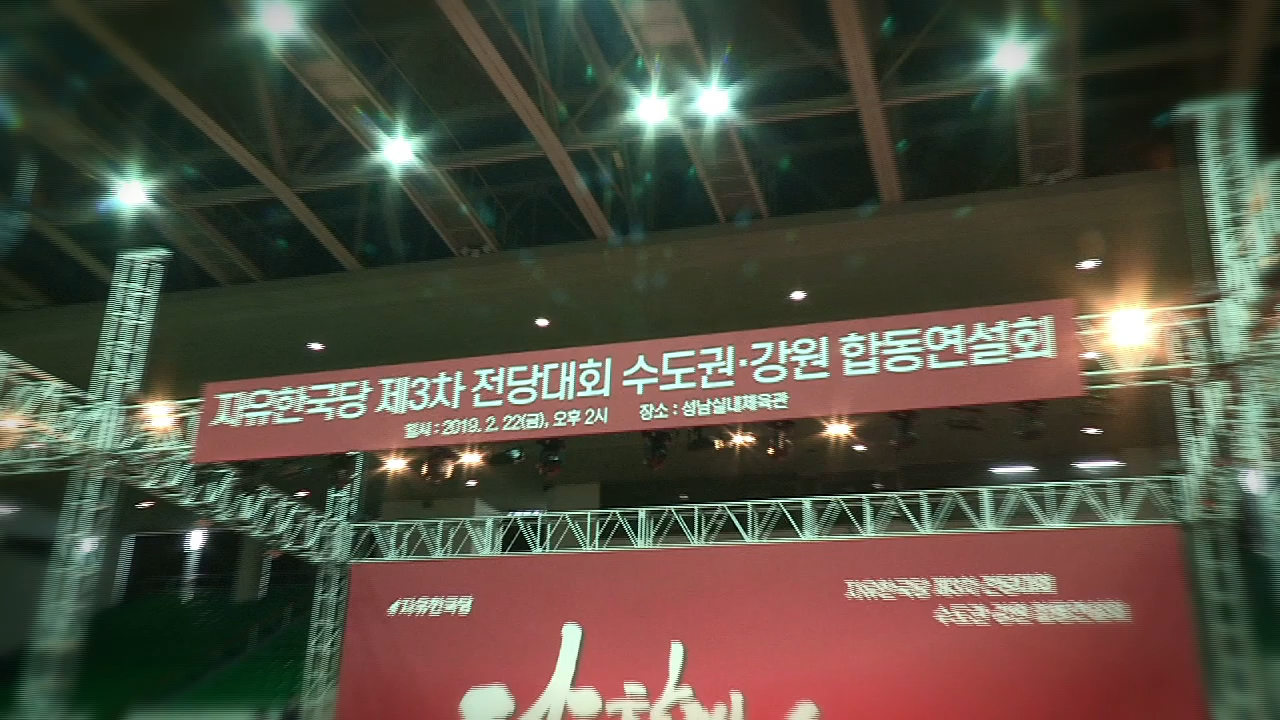 자유한국당 제3차 전당대회 수도권·강원 합동연설회
일시 : 2019. 2. 22(금), 오후 2시 장소 : 성남실내체육관
자유한국당
자유한국당 제3차 전당대회
수도권·강원 합동연설회